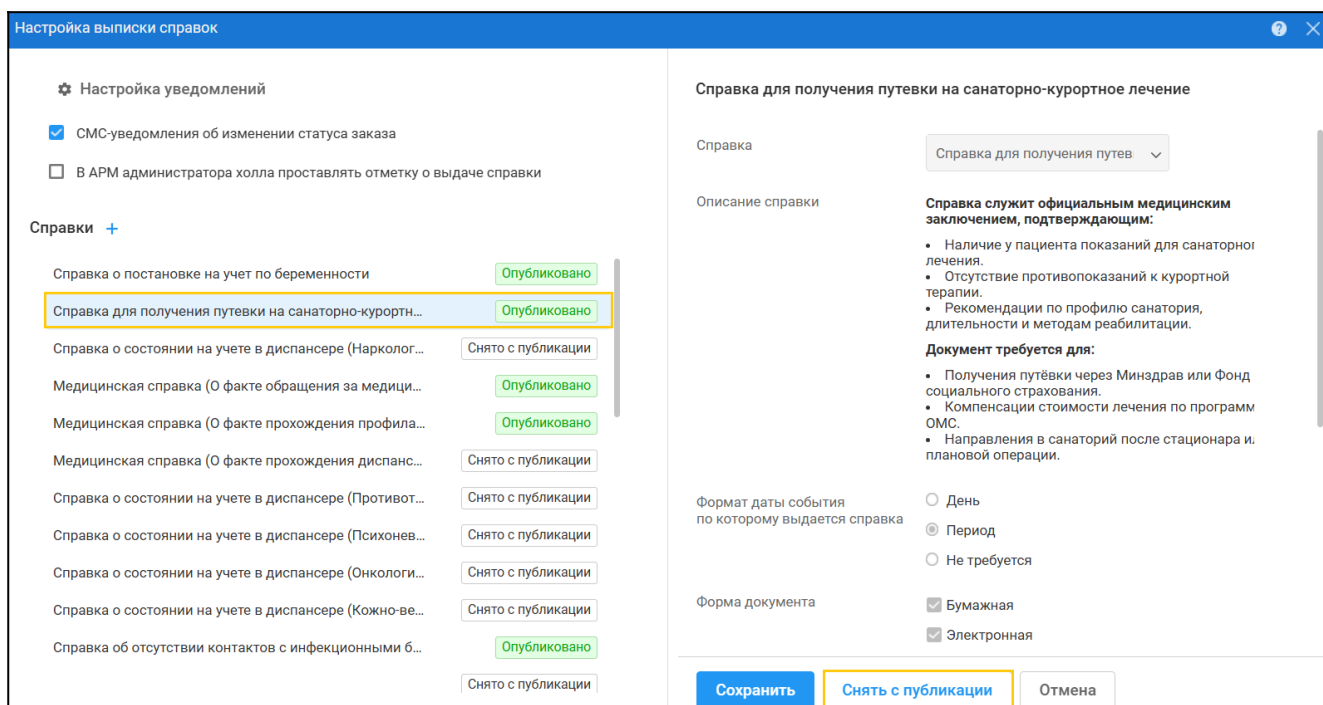 Настройка выписки справок
Настройка уведомлений
СМС-уведомления об изменении статуса заказа
В АРМ администратора холла проставлять отметку о выдаче справки
Справки +
Справка о постановке на учет по беременности Опубликовано
Справка для получения путевки на санаторно-курортн... Опубликовано
Справка о состоянии на учете в диспансере (Нарколог... Снято с публикации
Медицинская справка (О факте обращения за медици... Опубликовано
Медицинская справка (О факте прохождения профила... Опубликовано
Медицинская справка (О факте прохождения диспанс... Снято с публикации
Справка о состоянии на учете в диспансере (Противот... Снято с публикации
Справка о состоянии на учете в диспансере (Психонев... Снято с публикации
Справка о состоянии на учете в диспансере (Онкологи... Снято с публикации
Справка о состоянии на учете в диспансере (Кожно-ве... Снято с публикации
Справка об отсутствии контактов с инфекционными б... Опубликовано
Снято с публикации
Справка для получения путевки на санаторно-курортное лечение
Справка
Справка для получения путев
Описание справки
Справка служит официальным медицинским
заключением, подтверждающим:
• Наличие у пациента показаний для санаторног
лечения.
• Отсутствие противопоказаний к курортной
терапии.
• Рекомендации по профилю санатория,
длительности и методам реабилитации.
Документ требуется для:
• Получения путёвки через Минздрав или Фонд
социального страхования.
• Компенсации стоимости лечения по программ
ОМС.
• Направления в санаторий после стационара и
плановой операции.
Формат даты события
по которому выдается справка
День
Период
Не требуется
Форма документа
Бумажная
Электронная
Сохранить Снять с публикации Отмена